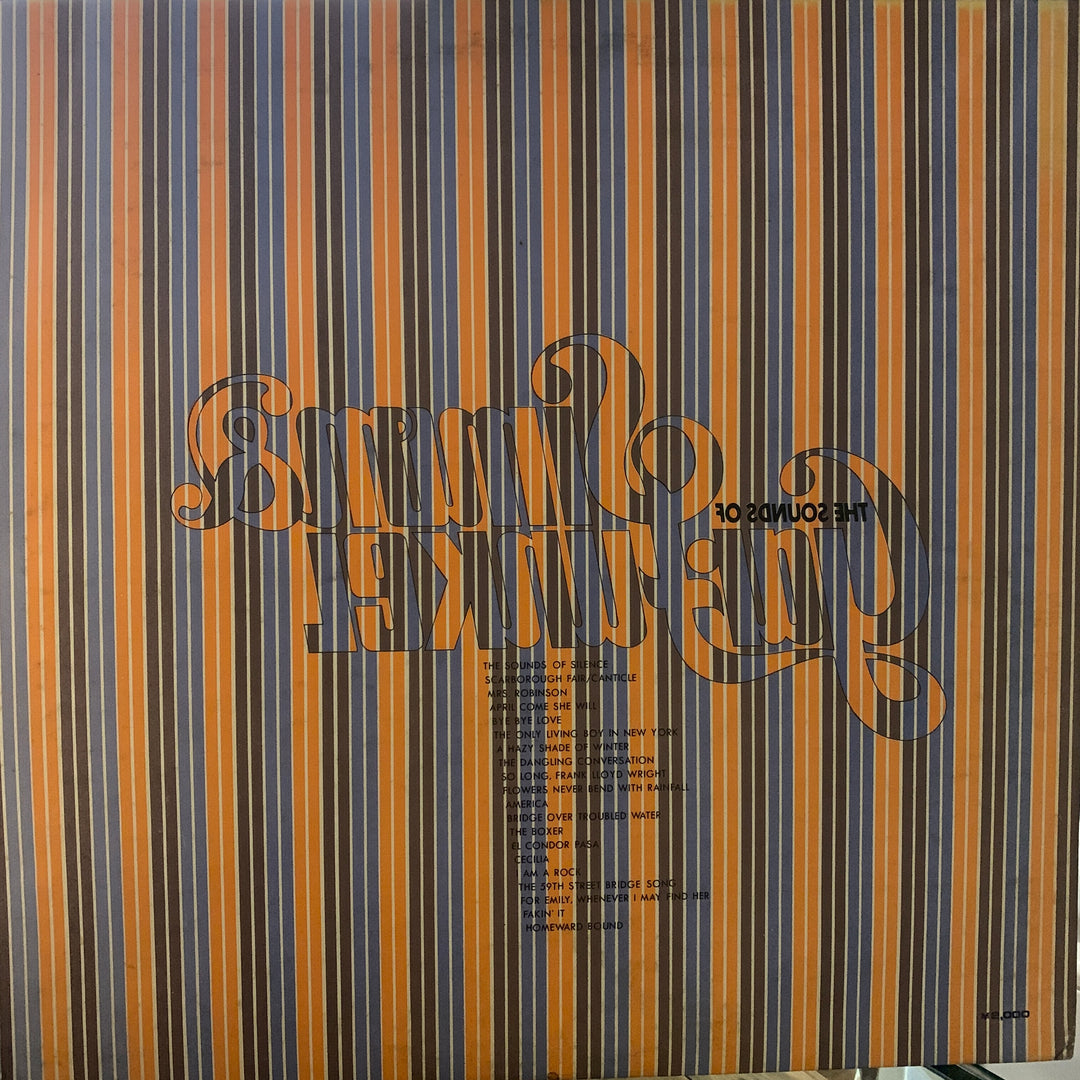 THE SOUNDS OF
Simon &
Garfunkel
THE SOUNDS OF SILENCE
SCARBOROUGH FAIR/CANTICLE
MRS. ROBINSON
APRIL COME SHE WILL
BYE BYE LOVE
THE ONLY LIVING BOY IN NEW YORK
A HAZY SHADE OF WINTER
THE DANGLING CONVERSATION
SO LONG, FRANK LLOYD WRIGHT
FLOWERS NEVER BEND WITH RAINFALL
AMERICA
BRIDGE OVER TROUBLED WATER
THE BOXER
EL CONDOR PASA
CECILIA
I AM A ROCK
THE 59TH STREET BRIDGE SONG
FOR EMILY, WHENEVER I MAY FIND HER
FAKIN' IT
HOMEWARD BOUND
¥2,000